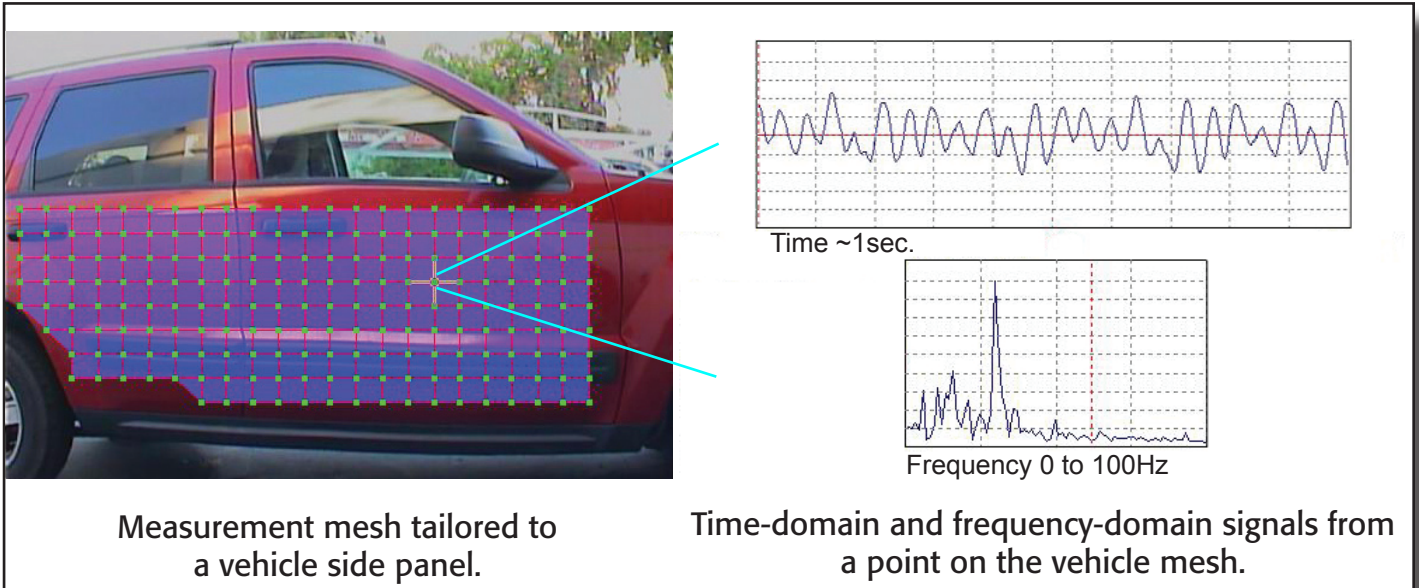 Time ~1sec.
Frequency 0 to 100Hz
Measurement mesh tailored to
a vehicle side panel.
Time-domain and frequency-domain signals from
a point on the vehicle mesh.